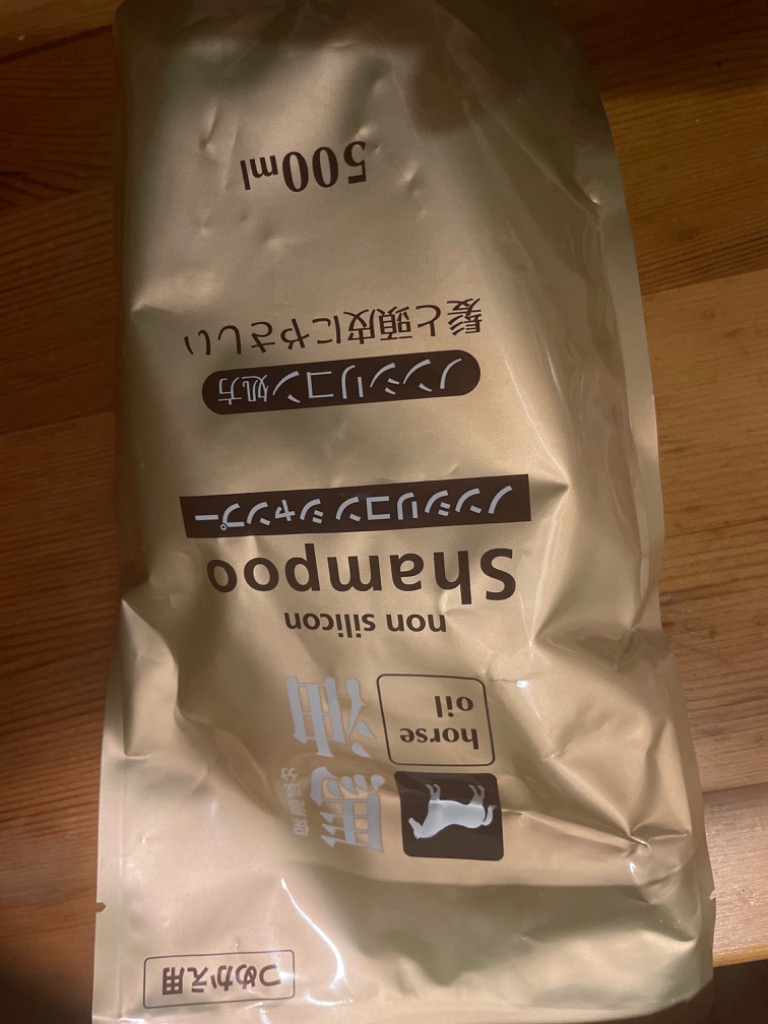 つめかえ用
馬油
horse
oil
non silicon
Shampoo
ノンシリコン シャンプー
ノンシリコン処方
髪と頭皮にやさしい
500ml